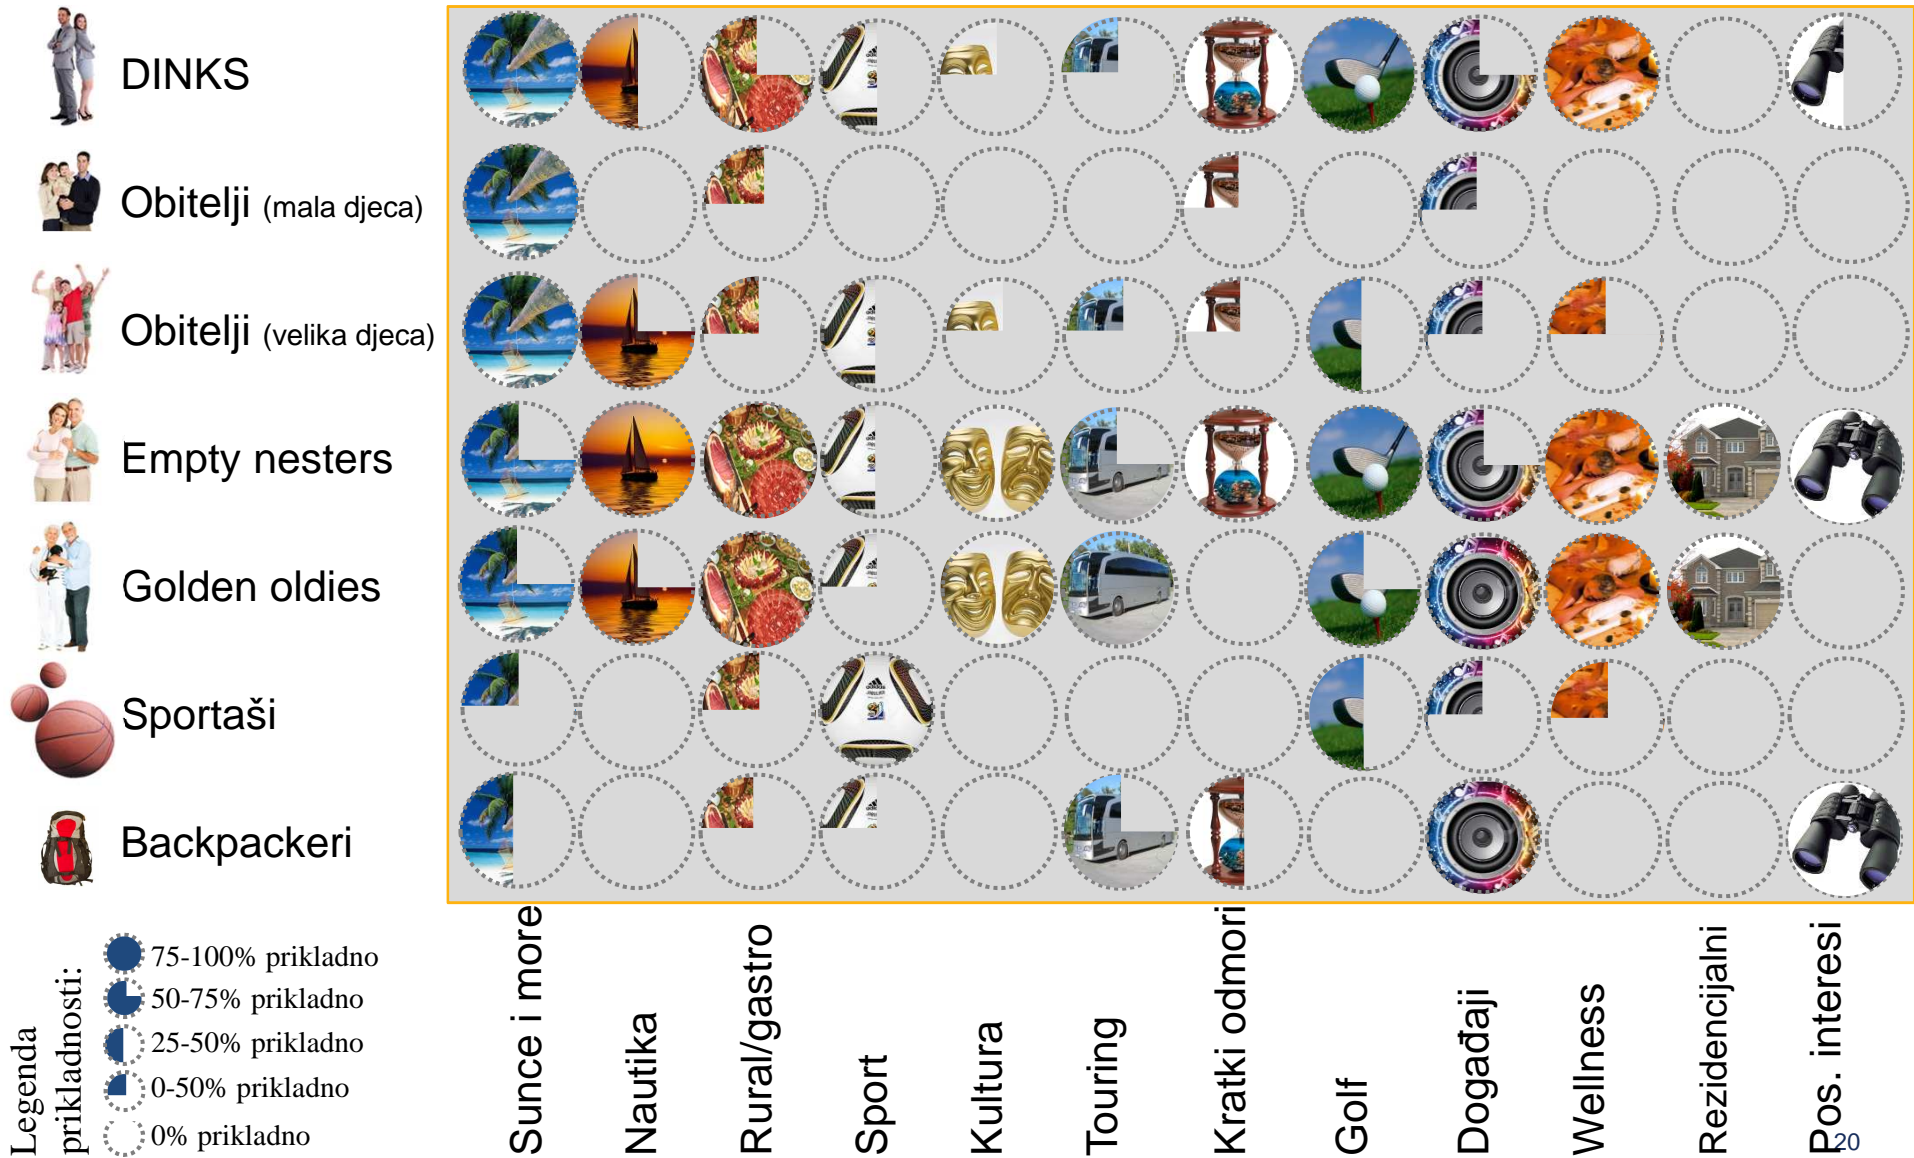 DINKS
Obitelji (mala djeca)
Obitelji (velika djeca)
Empty nesters
Golden oldies
Sportaši
Backpackeri
Legenda
prikladnosti:
75-100% prikladno
50-75% prikladno
25-50% prikladno
0-50% prikladno
0% prikladno
Sunce i more
Nautika
Rural/gastro
Sport
Kultura
Touring
Kratki odmori
Golf
Događaji
Wellness
Rezidencijalni
Pos. interesi
20